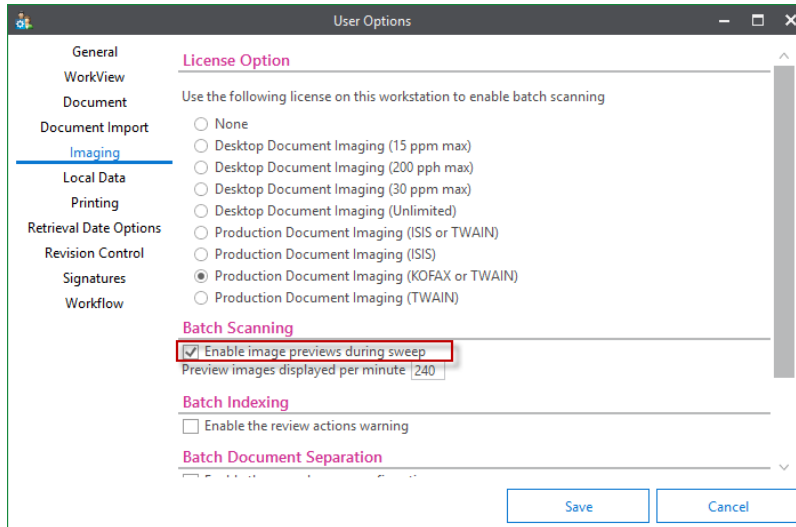 User Options
General
WorkView
Document
Document Import
Imaging
Local Data
Printing
Retrieval Date Options
Revision Control
Signatures
Workflow
License Option
Use the following license on this workstation to enable batch scanning
None
Desktop Document Imaging (15 ppm max)
Desktop Document Imaging (200 pph max)
Desktop Document Imaging (30 ppm max)
Desktop Document Imaging (Unlimited)
Production Document Imaging (ISIS or TWAIN)
Production Document Imaging (ISIS)
Production Document Imaging (KOFAX or TWAIN)
Production Document Imaging (TWAIN)
Batch Scanning
Enable image previews during sweep
Preview images displayed per minute 240
Batch Indexing
Enable the review actions warning
Batch Document Separation
Save Cancel